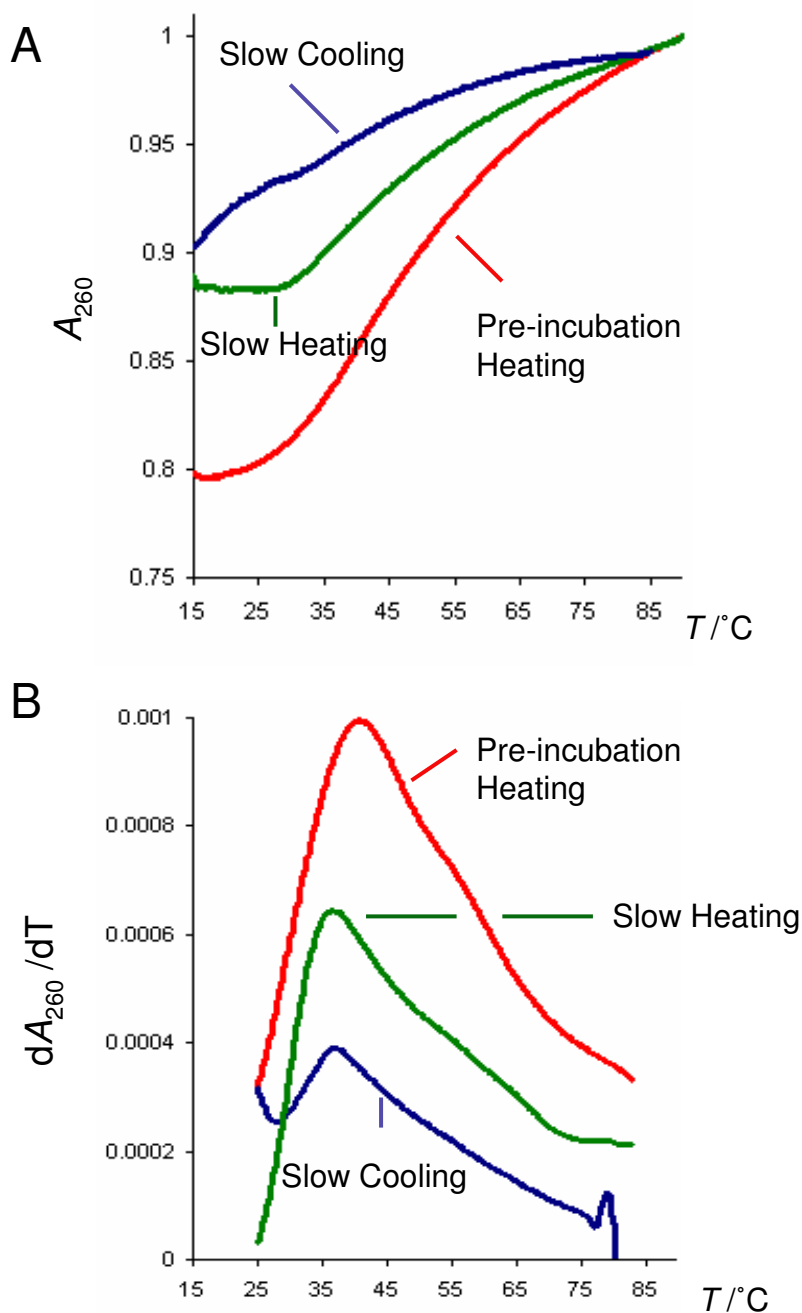 A
1
Slow Cooling
0.95
0.9
A260
Pre-incubation
Heating
Slow Heating
0.85
0.8
0.75
15 25 35 45 55 65 75 85
T /˚C
B
0.001
Pre-incubation
Heating
0.0008
Slow Heating
0.0006
dA260 /dT
0.0004
0.0002
Slow Cooling
0
15 25 35 45 55 65 75 85
T /˚C